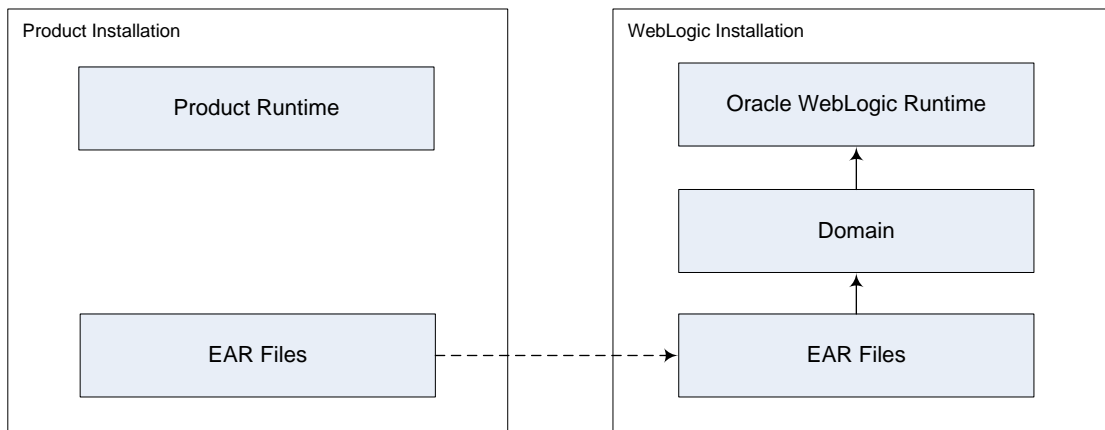 Product Installation
Product Runtime
EAR Files
WebLogic Installation
Oracle WebLogic Runtime
Domain
EAR Files